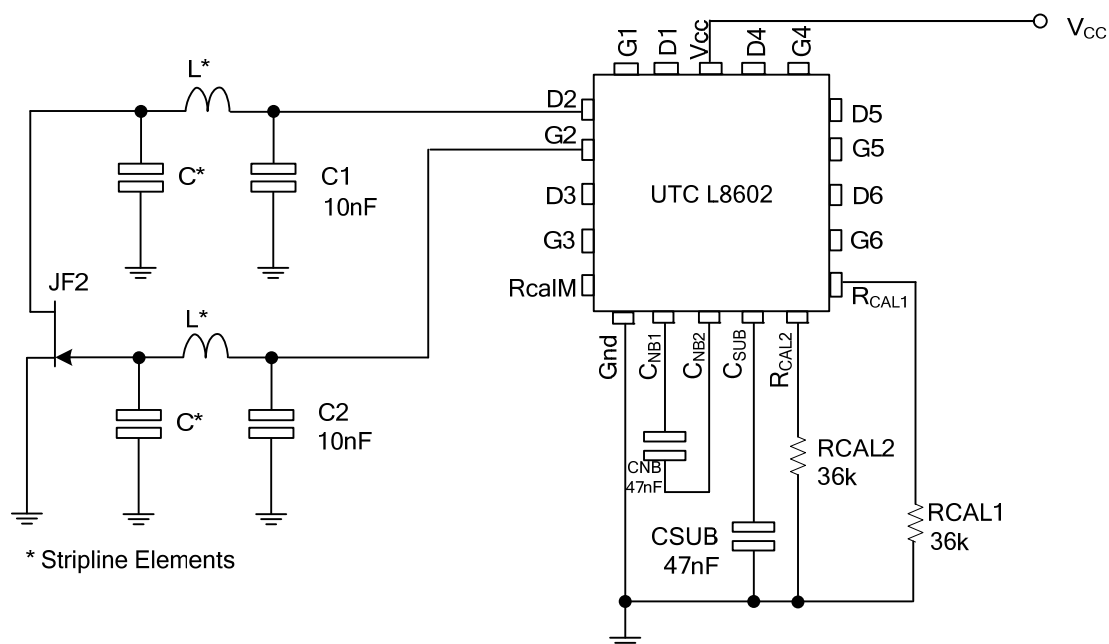 G1
D1
Vcc
D4
G4
VCC
L*
D2
G2
D3
G3
RcalM
UTC L8602
D5
G5
D6
G6
RCAL1
C*
C1
10nF
JF2
L*
C*
C2
10nF
Gnd
CNB1
CNB2
CSUB
RCAL2
CNB
47nF
CSUB
47nF
RCAL2
36k
RCAL1
36k
* Stripline Elements